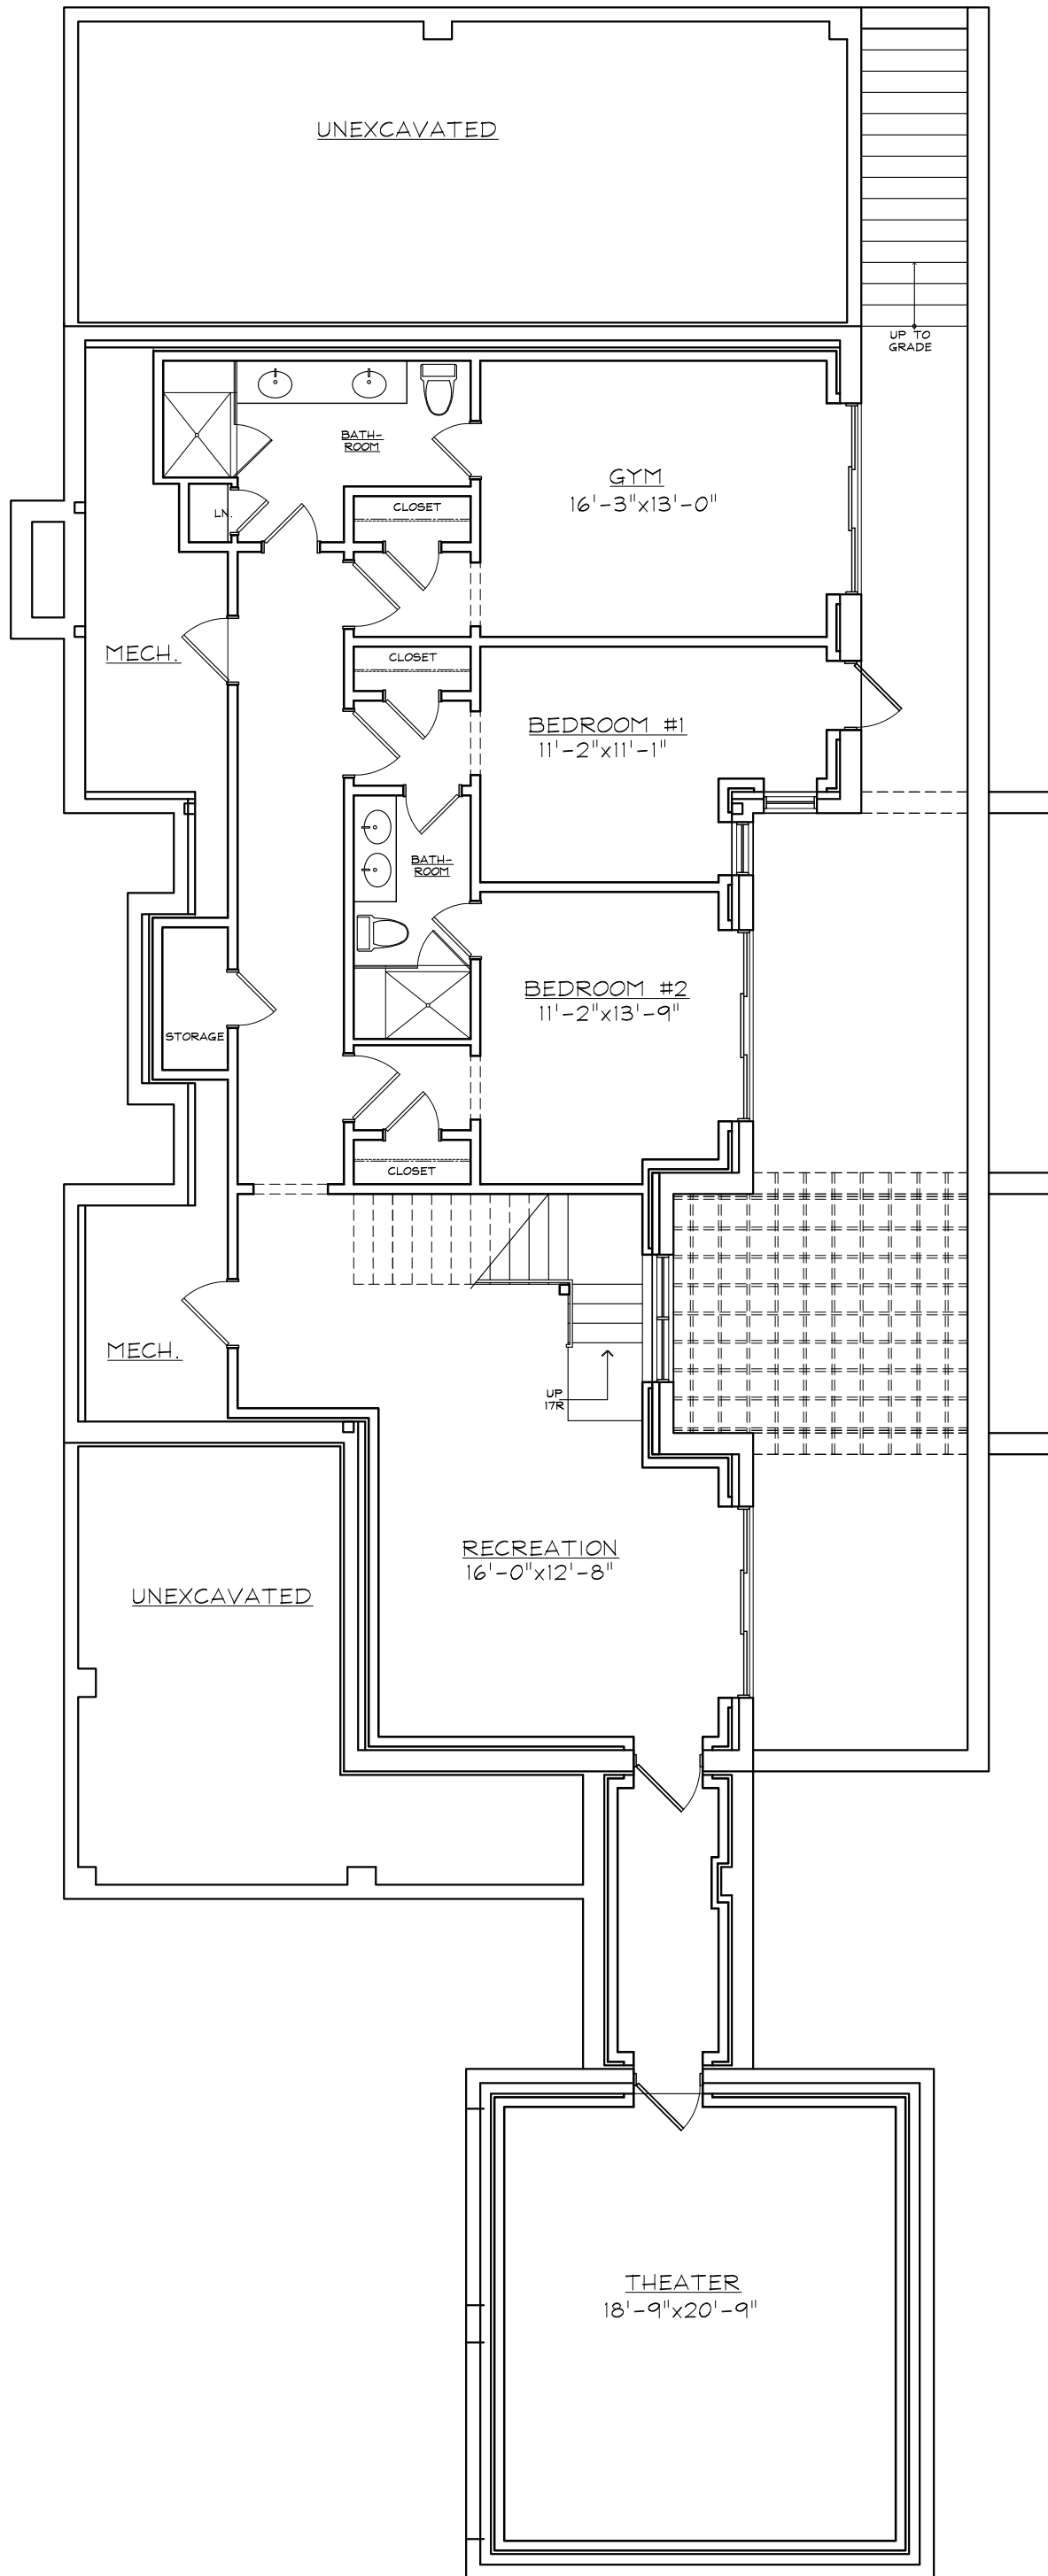 UNEXCAVATED
UP TO
GRADE
BATH-
ROOM
GYM
16'-3"x13'-0"
LN.
CLOSET
MECH.
CLOSET
BEDROOM #1
11'-2"x11'-1"
BATH-
ROOM
BEDROOM #2
11'-2"x13'-9"
STORAGE
CLOSET
MECH.
UP
17R
RECREATION
16'-0"x12'-8"
UNEXCAVATED
THEATER
18'-9"x20'-9"